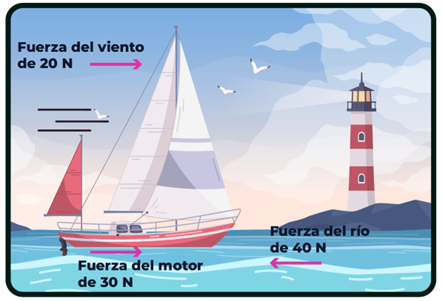 Fuerza del viento
de 20 N
Fuerza del río
de 40 N
Fuerza del motor
de 30 N